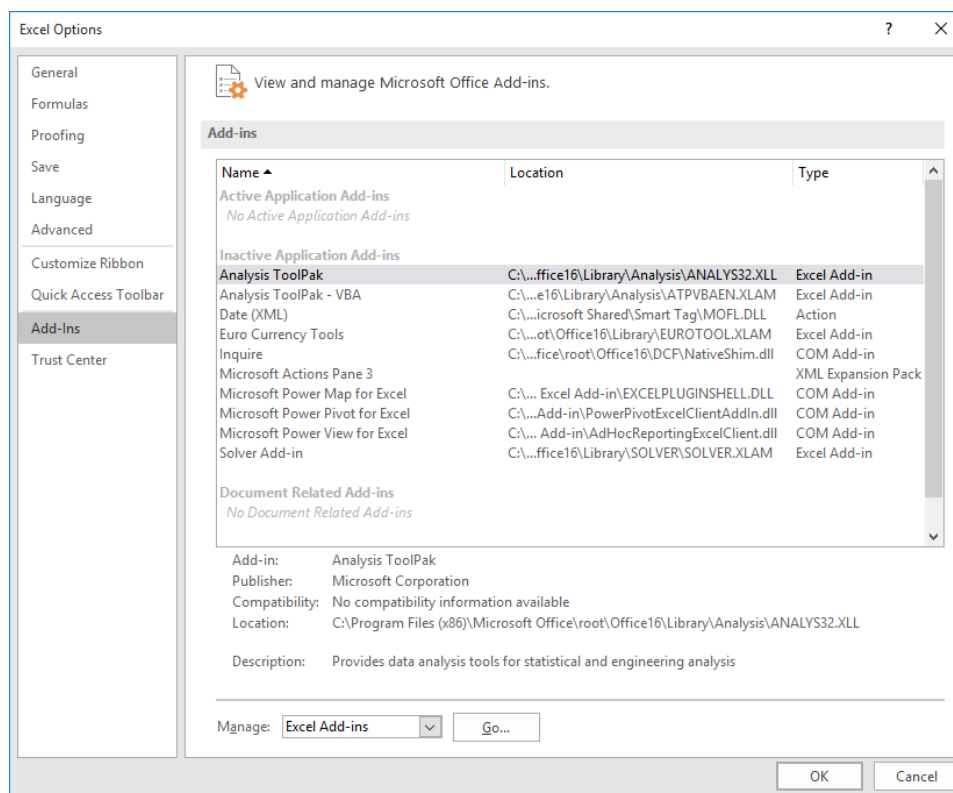 Excel Options
?
General
Formulas
Proofing
Save
Language
Advanced
Customize Ribbon
Quick Access Toolbar
Add-Ins
Trust Center
View and manage Microsoft Office Add-ins.
Add-ins
Name Location Type
Active Application Add-ins
No Active Application Add-ins
Inactive Application Add-ins
Analysis ToolPak C:\...ffice16\Library\Analysis\ANALYS32.XLL Excel Add-in
Analysis ToolPak - VBA C:\...e16\Library\Analysis\ATPVBAEN.XLAM Excel Add-in
Date (XML) C:\...icrosoft Shared\Smart Tag\MOFL.DLL Action
Euro Currency Tools C:\...ot\Office16\Library\EUROTOOL.XLAM Excel Add-in
Inquire C:\...fice\root\Office16\DCF\NativeShim.dll COM Add-in
Microsoft Actions Pane 3 XML Expansion Pack
Microsoft Power Map for Excel C:\... Excel Add-in\EXCELPLUGINSHELL.DLL COM Add-in
Microsoft Power Pivot for Excel C:\...Add-in\PowerPivotExcelClientAddIn.dll COM Add-in
Microsoft Power View for Excel C:\... Add-in\AdHocReportingExcelClient.dll COM Add-in
Solver Add-in C:\...ffice16\Library\SOLVER\SOLVER.XLAM Excel Add-in
Document Related Add-ins
No Document Related Add-ins
Add-in: Analysis ToolPak
Publisher: Microsoft Corporation
Compatibility: No compatibility information available
Location: C:\Program Files (x86)\Microsoft Office\root\Office16\Library\Analysis\ANALYS32.XLL
Description: Provides data analysis tools for statistical and engineering analysis
Manage: Excel Add-ins Go...
OK Cancel